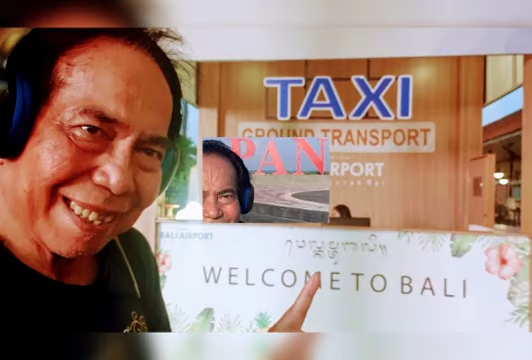 TAXI
GROUND TRANSPORT
PAN
RPORT
BALI AIRPORT
WELCOME TO BALI